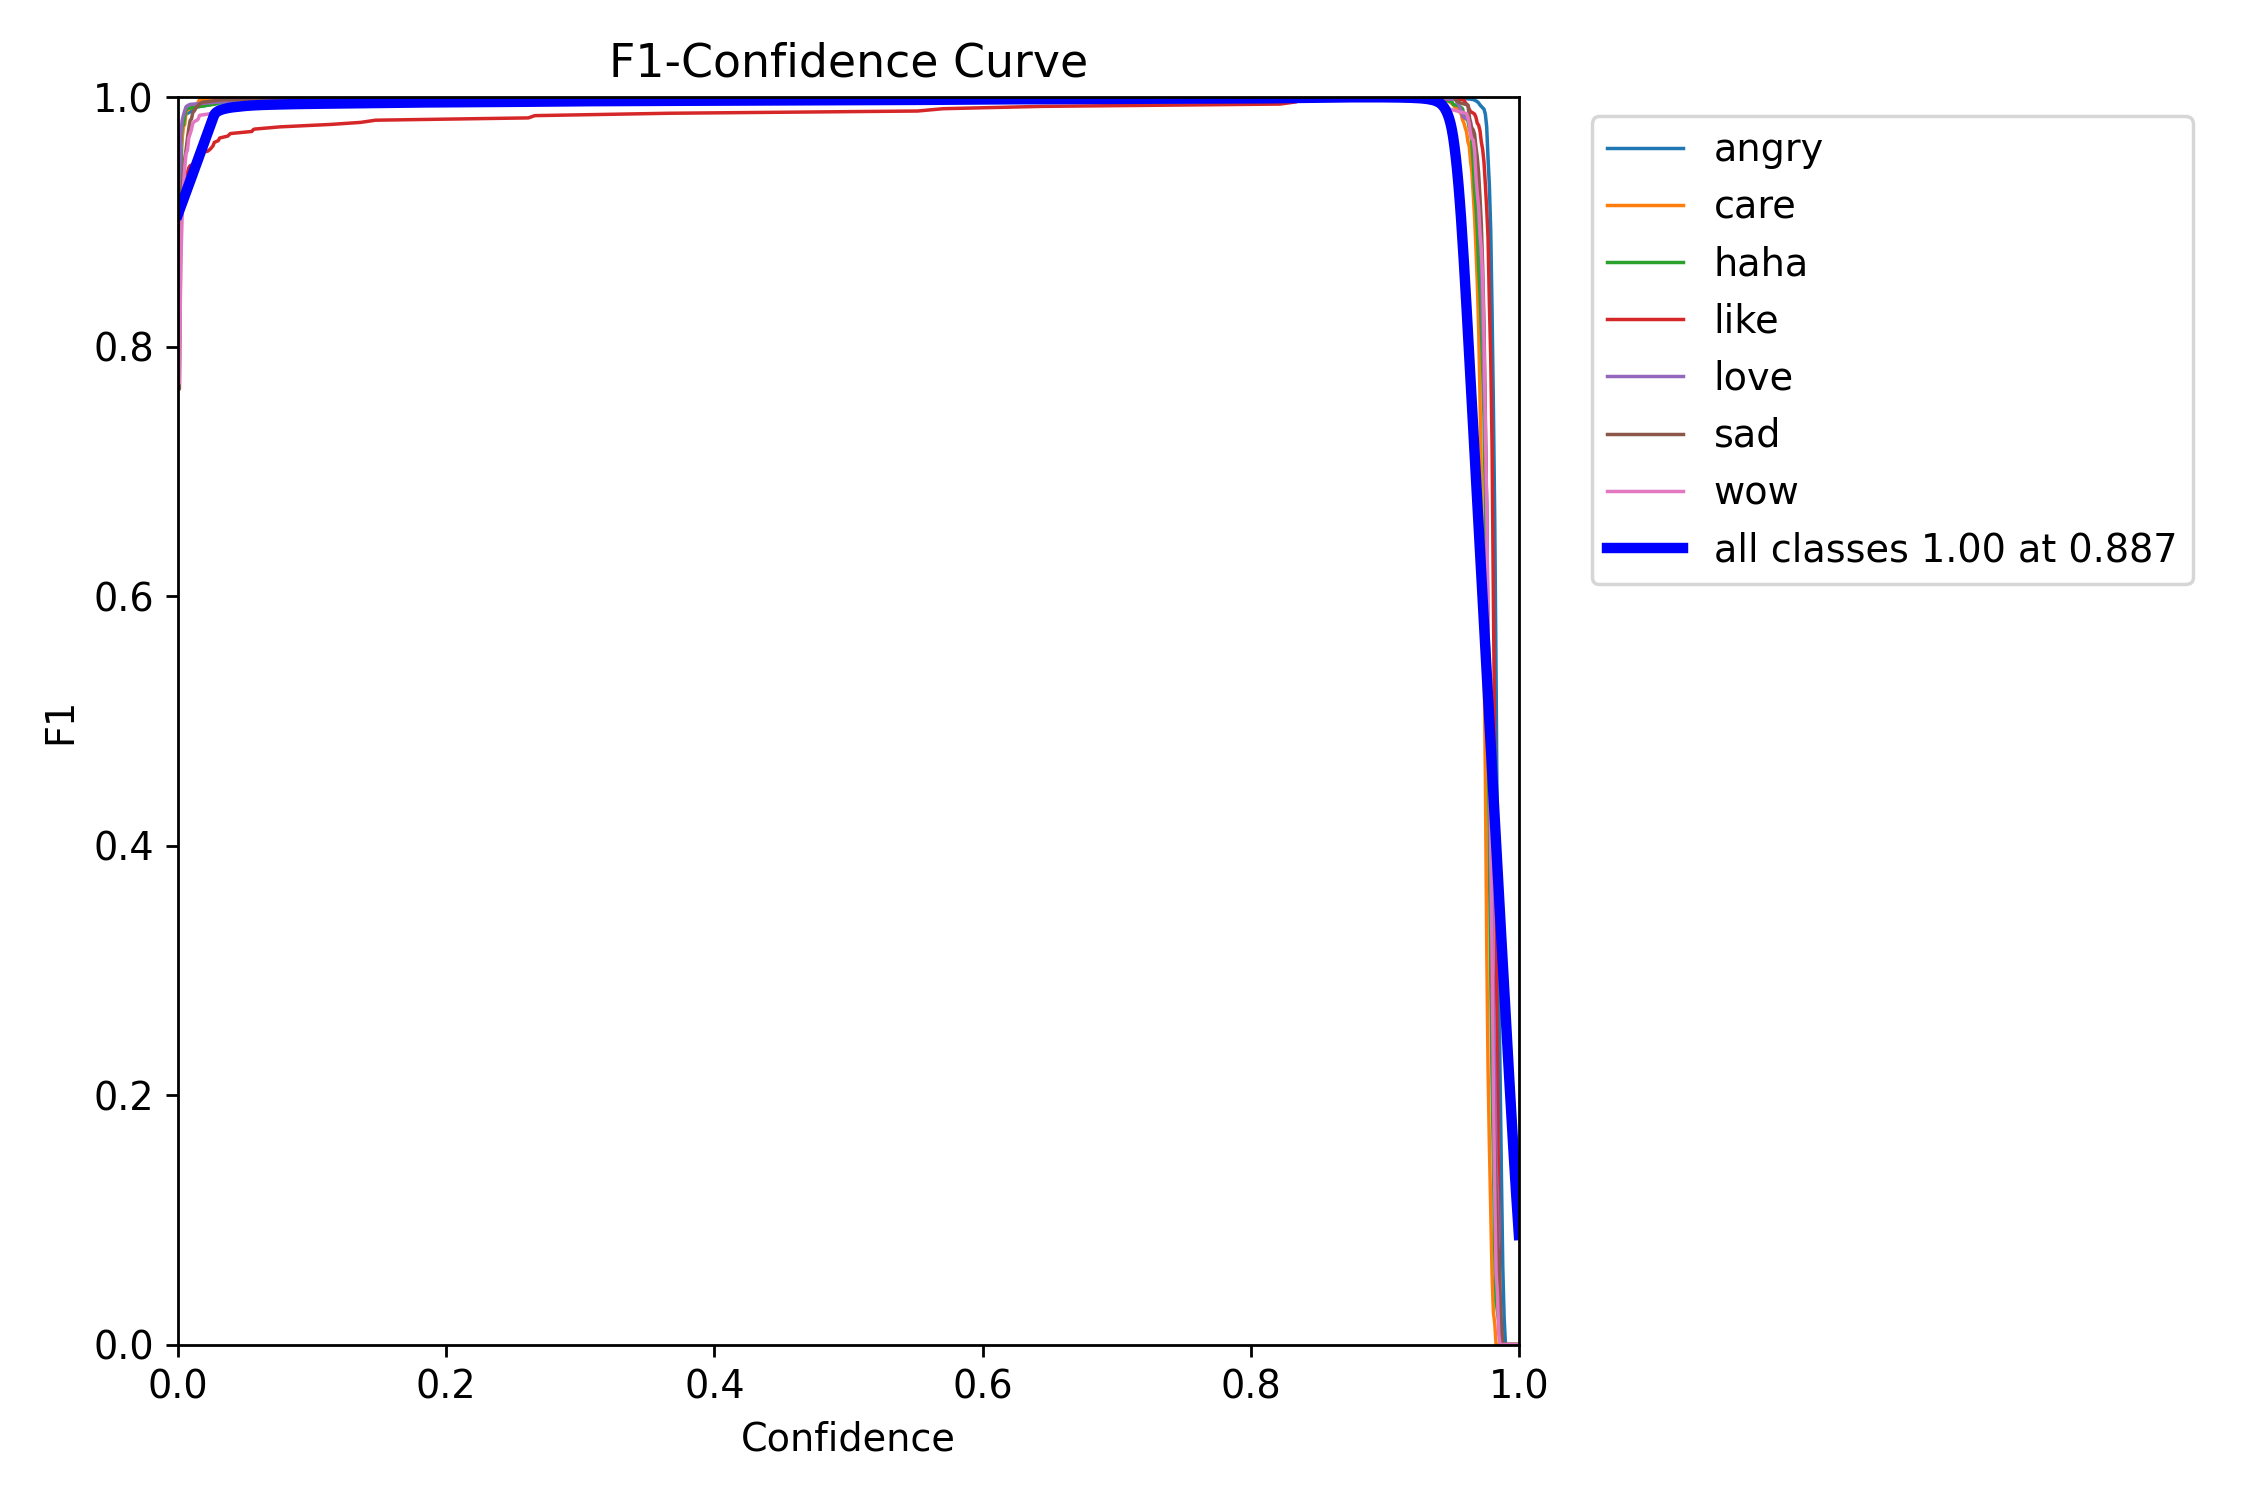 F1-Confidence Curve
1.0
0.8
0.6
0.4
0.2
0.0
F1
0.0 0.2 0.4 0.6 0.8 1.0
Confidence
angry
care
haha
like
love
sad
wow
all classes 1.00 at 0.887